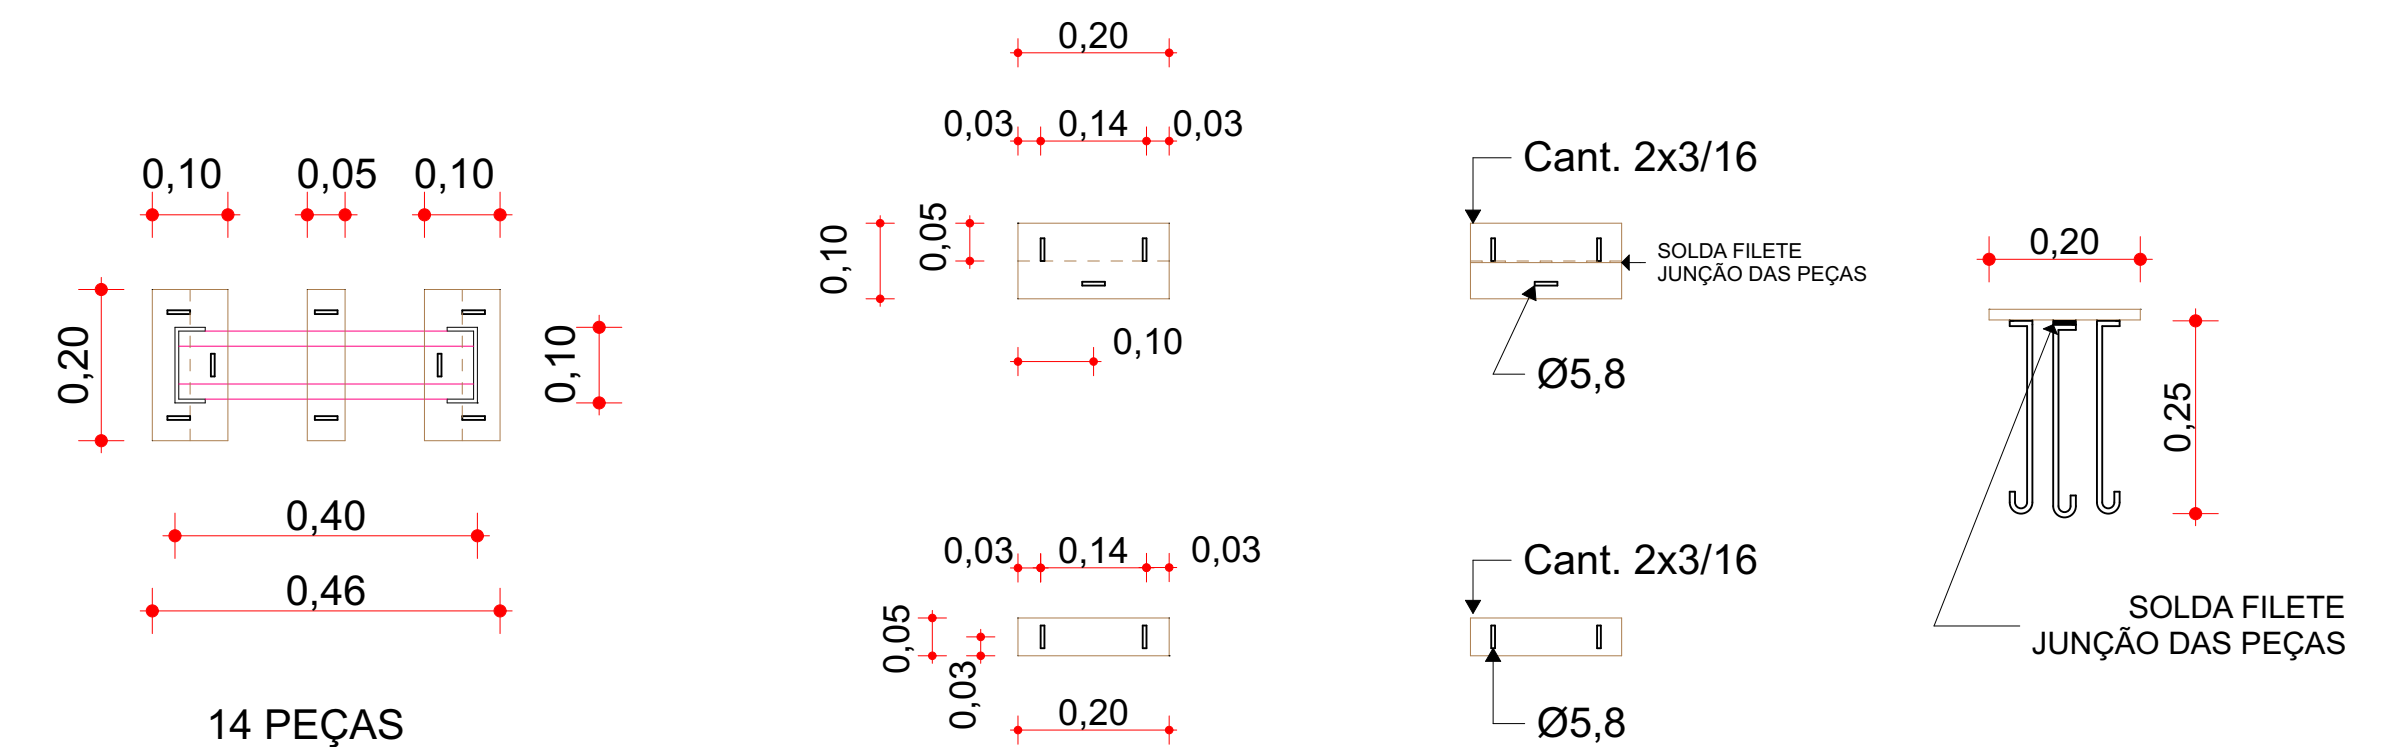 0,10
0,05
0,10
0,20
0,10
0,40
0,46
14 PEÇAS
0,20
0,03
0,14
0,03
0,10
0,05
0,10
0,03
0,14
0,03
0,05
0,03
0,20
Cant. 2x3/16
SOLDA FILETE
JUNÇÃO DAS PEÇAS
Ø5,8
Cant. 2x3/16
Ø5,8
0,20
0,25
SOLDA FILETE
JUNÇÃO DAS PEÇAS